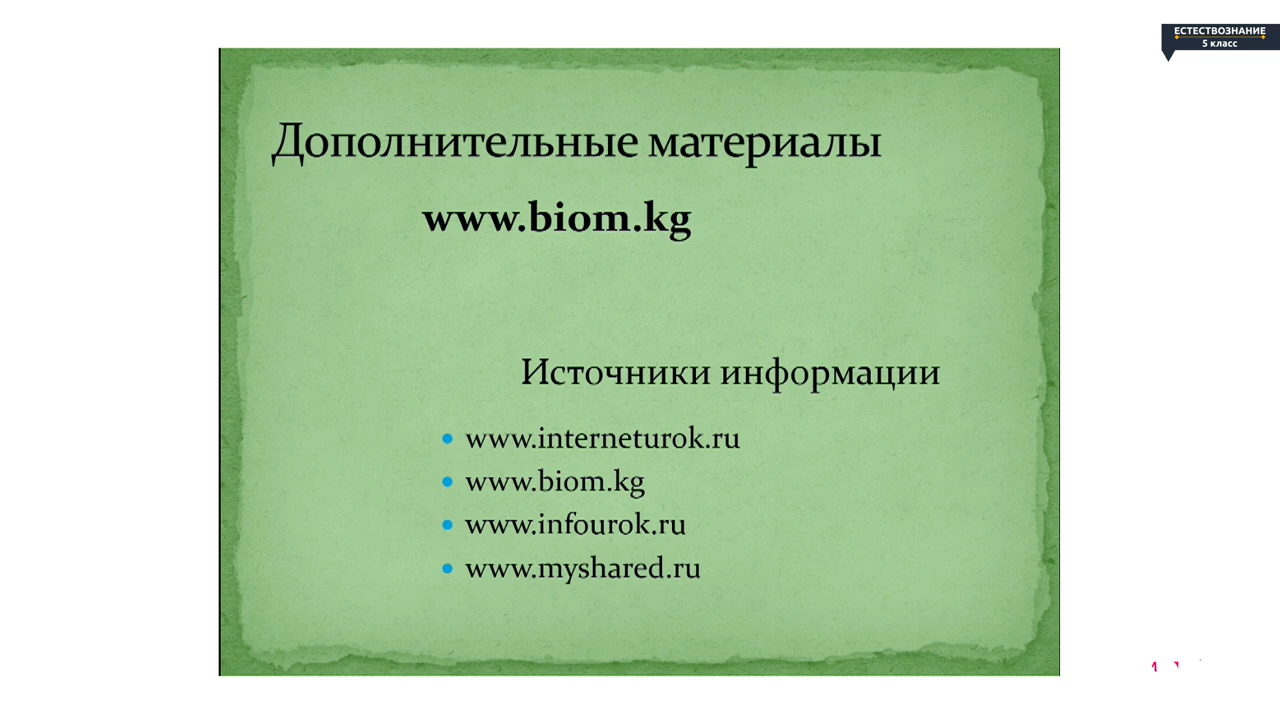 ЕСТЕСТВОЗНАНИЕ
5 класс
Дополнительные материалы
www.biom.kg
Источники информации
www.interneturok.ru
www.biom.kg
www.infourok.ru
www.myshared.ru